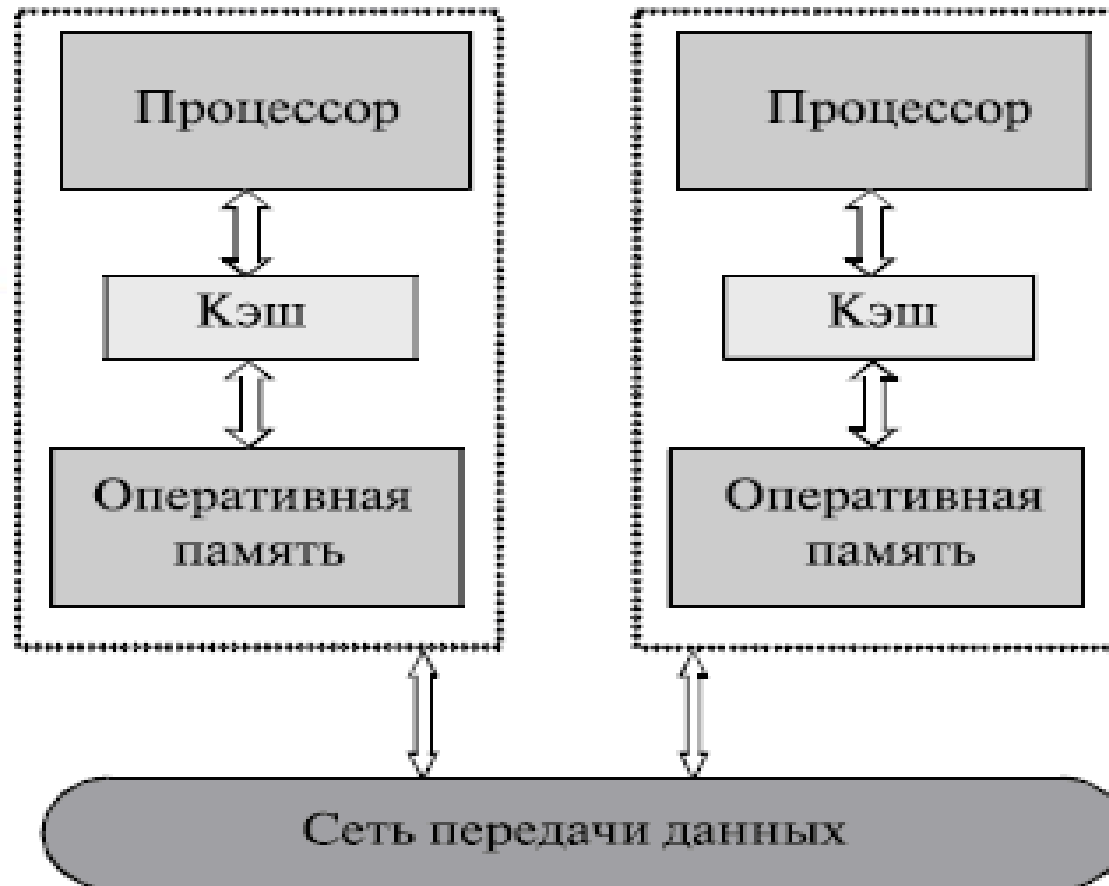 Процессор
Процессор
Кэш
Кэш
Оперативная
память
Оперативная
память
Сеть передачи данных